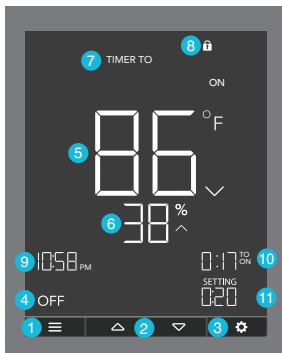 8
7 TIMER TO
ON
5 86 °F
6 38 %
9 10:58 PM
0:17 TO ON 10
SETTING
4 OFF
0:20 11
1 2 3